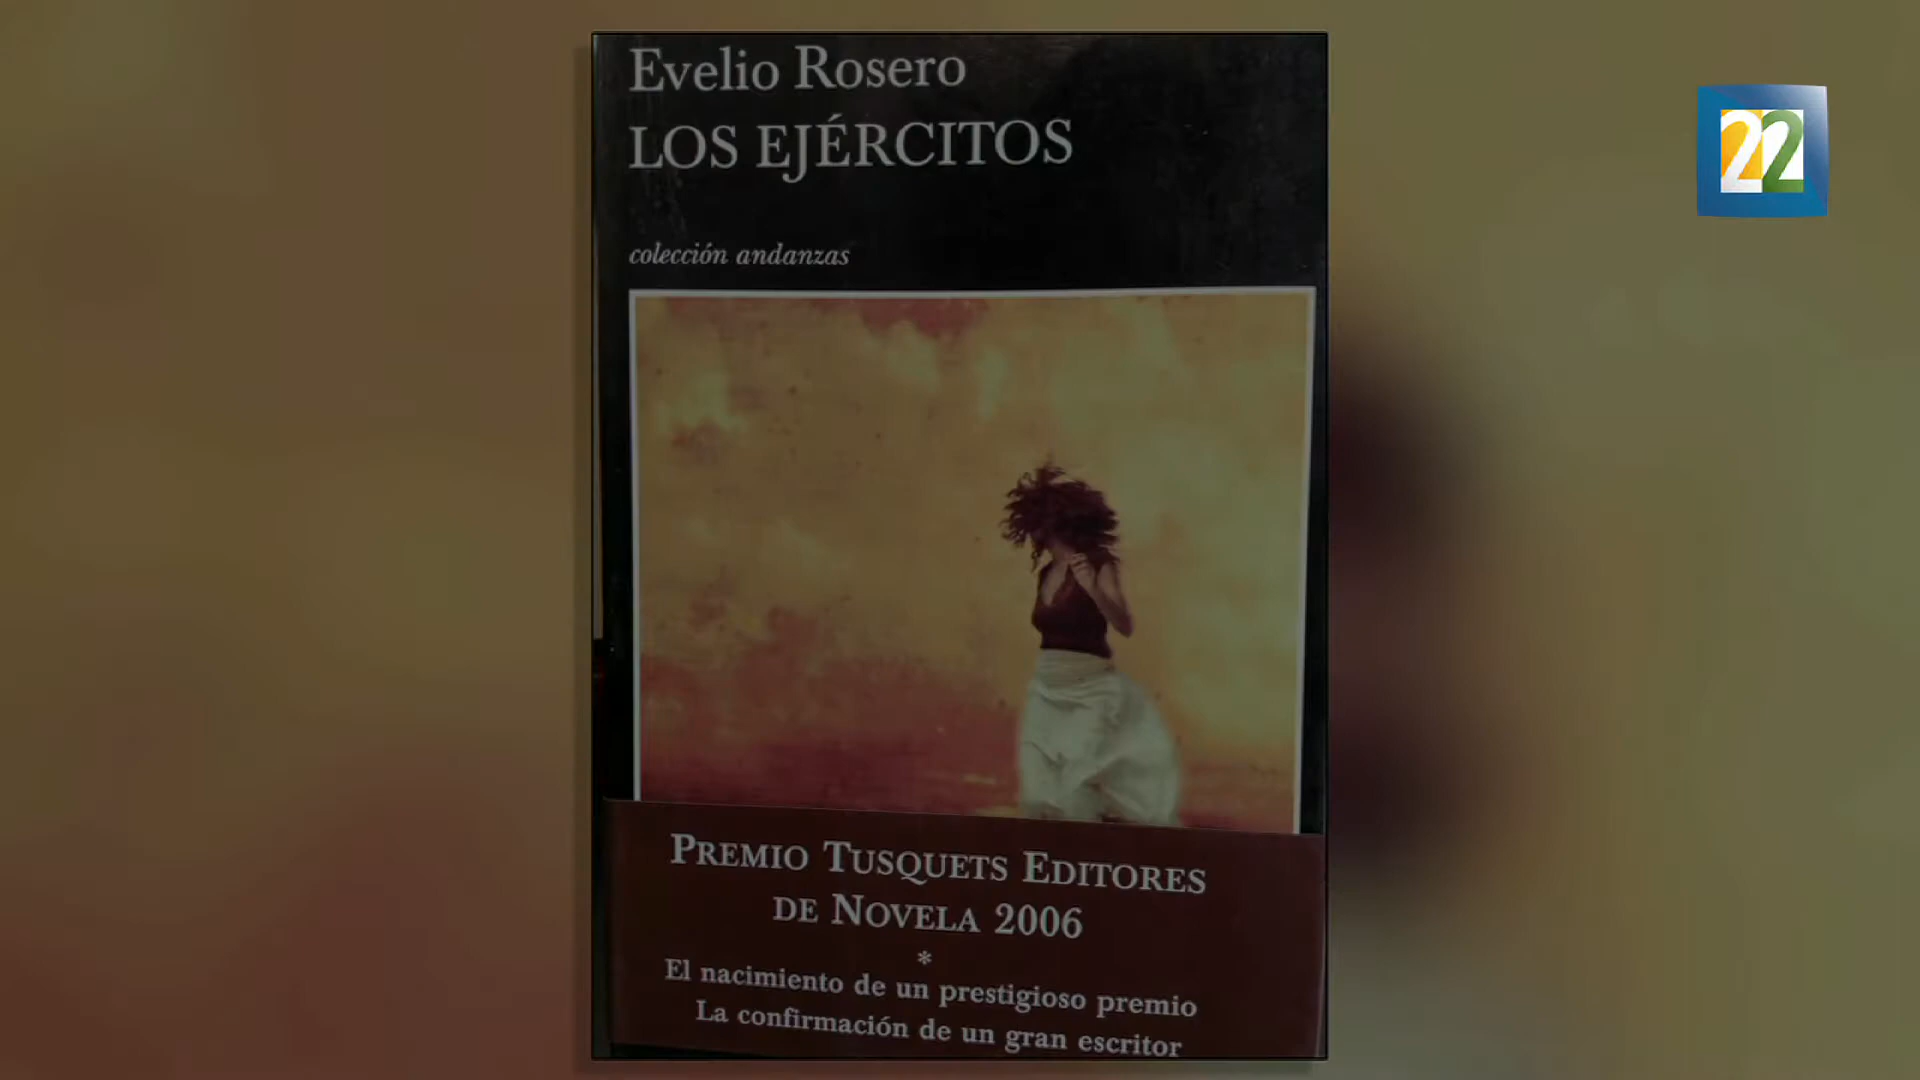 Evelio Rosero
LOS EJÉRCITOS
colección andanzas
22
PREMIO TUSQUETS EDITORES
DE NOVELA 2006
*
El nacimiento de un prestigioso premio
La confirmación de un gran escritor